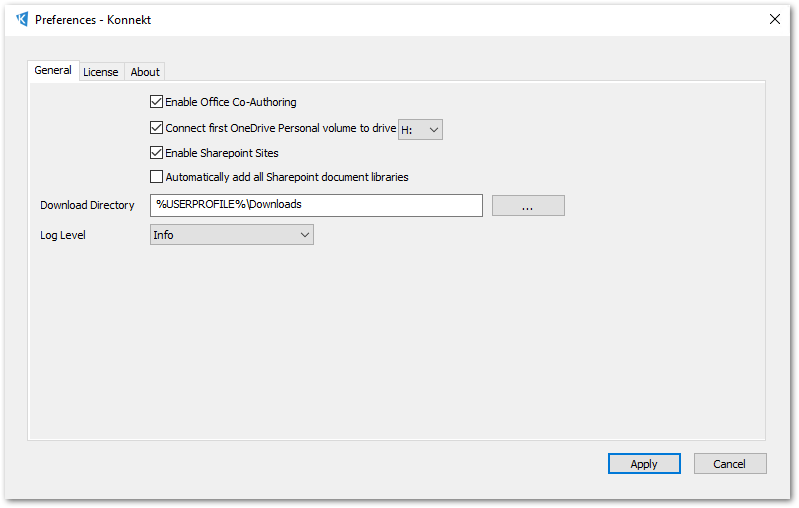 Preferences - Konnekt
General License About
Enable Office Co-Authoring
Connect first OneDrive Personal volume to drive H:
Enable Sharepoint Sites
Automatically add all Sharepoint document libraries
Download Directory %USERPROFILE%\Downloads ...
Log Level Info
Apply Cancel